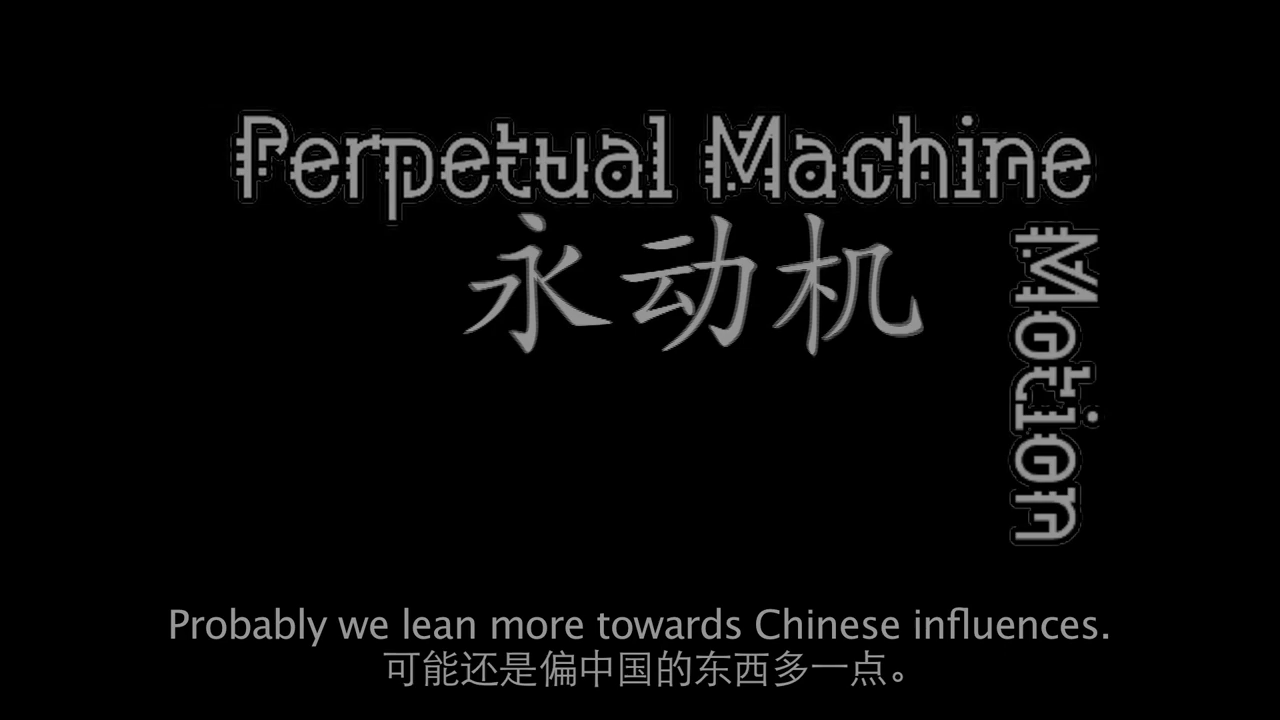 Perpetual Machine
永动机
Motion
Probably we lean more towards Chinese influences.
可能还是偏中国的东西多一点。